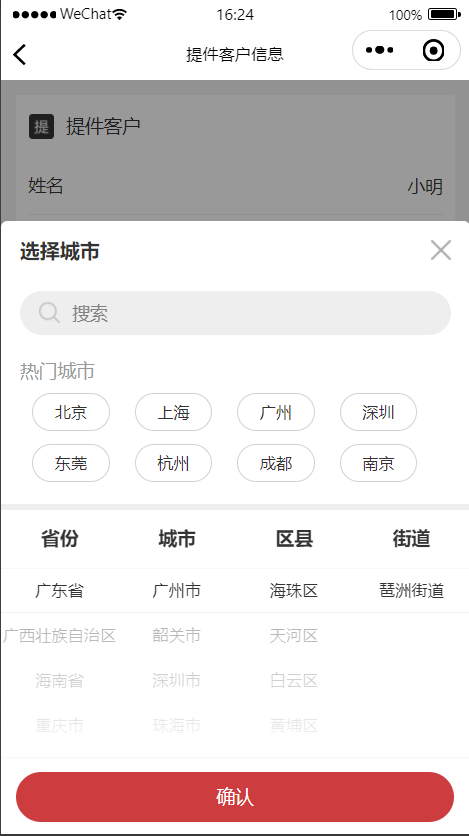 WeChat 16:24 100%
提件客户信息
提 提件客户
姓名 小明
选择城市
搜索
热门城市
北京 上海 广州 深圳
东莞 杭州 成都 南京
省份 城市 区县 街道
广东省 广州市 海珠区 琶洲街道
广西壮族自治区 韶关市 天河区
海南省 深圳市 白云区
重庆市 珠海市 黄埔区
确认